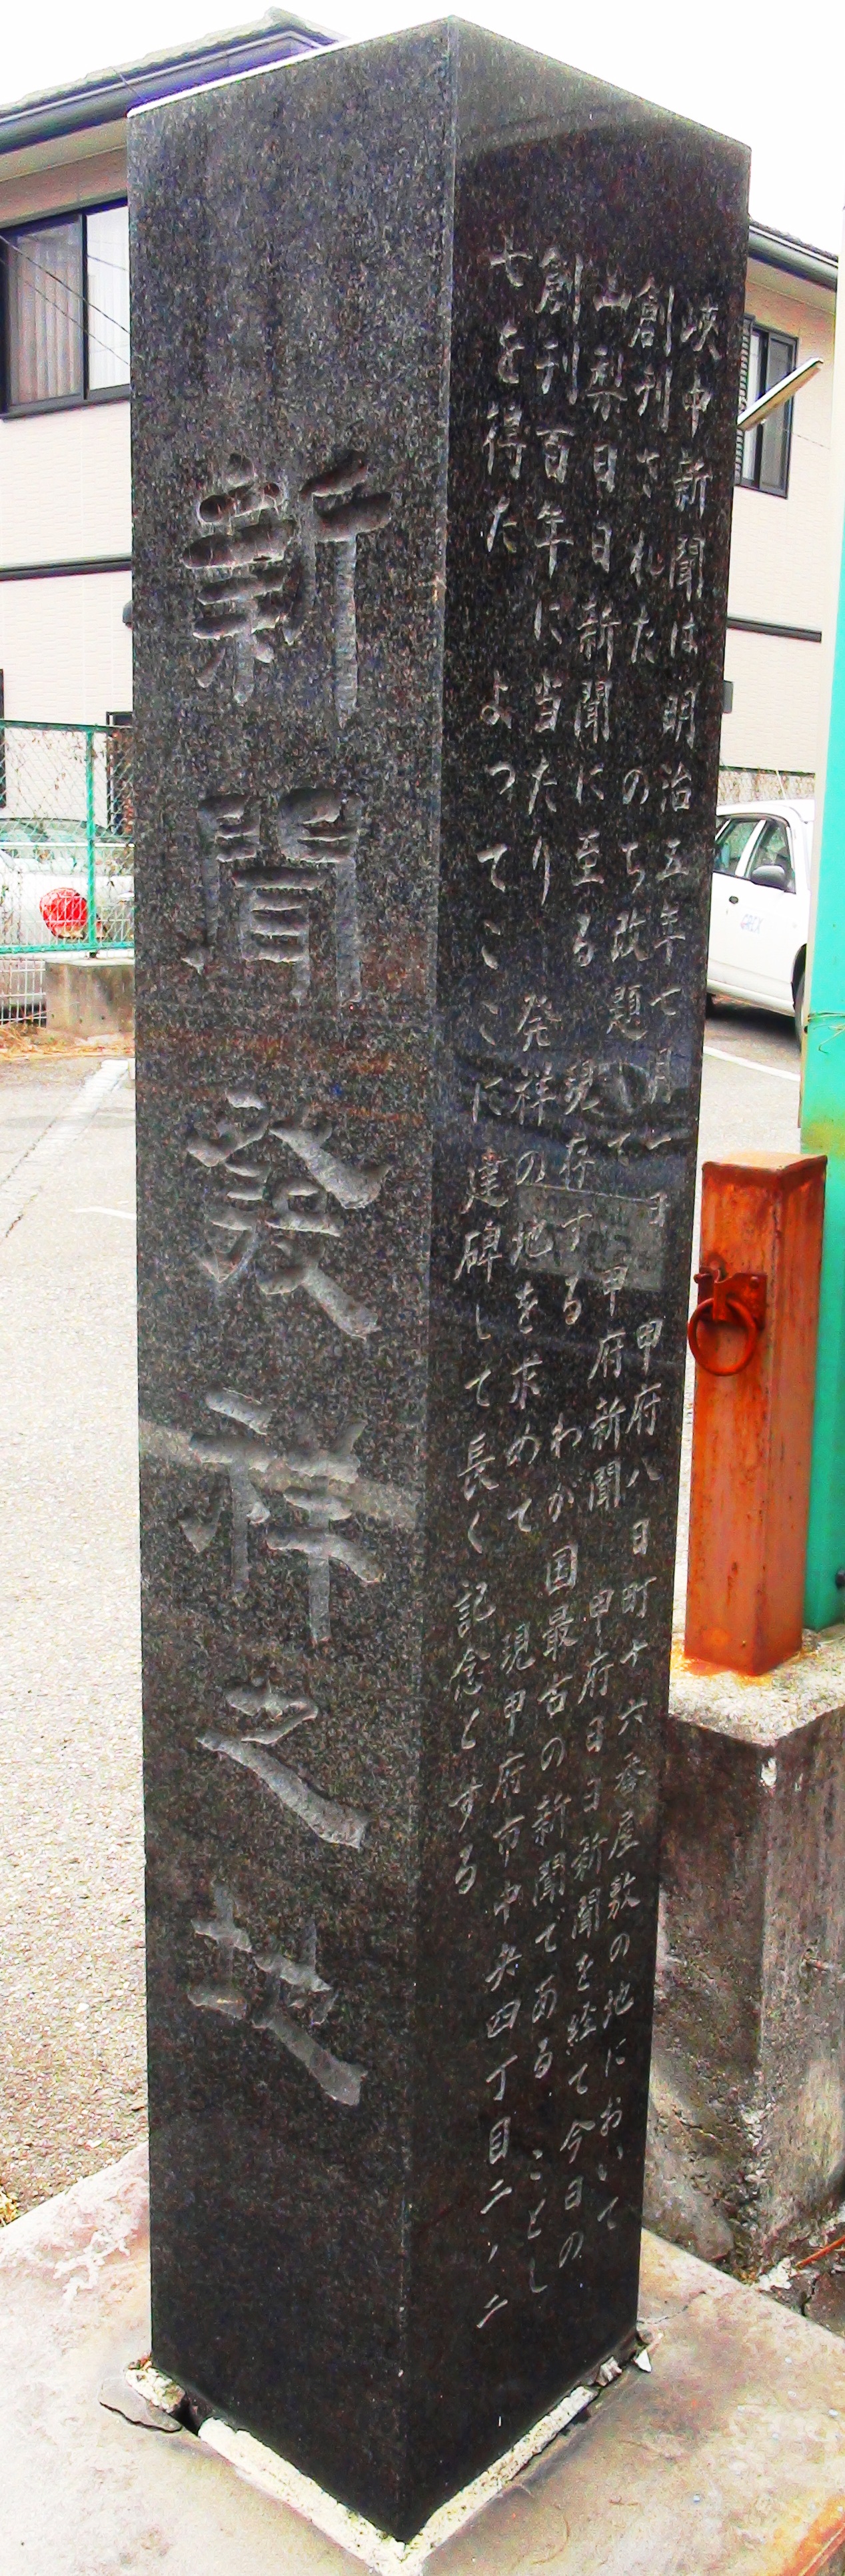 新聞發祥之地
峡中新聞は明治五年七月一日 甲府八日町十六番屋敷の地において
創刊された のち改題して 甲府新聞 甲府日日新聞を経て今日の
山梨日日新聞に至る 現存する わが国最古の新聞である ことし
創刊百年に当たり 発祥の地を求めて 現甲府市中央四丁目二ノ二
七を得た よってここに建碑して長く記念とする